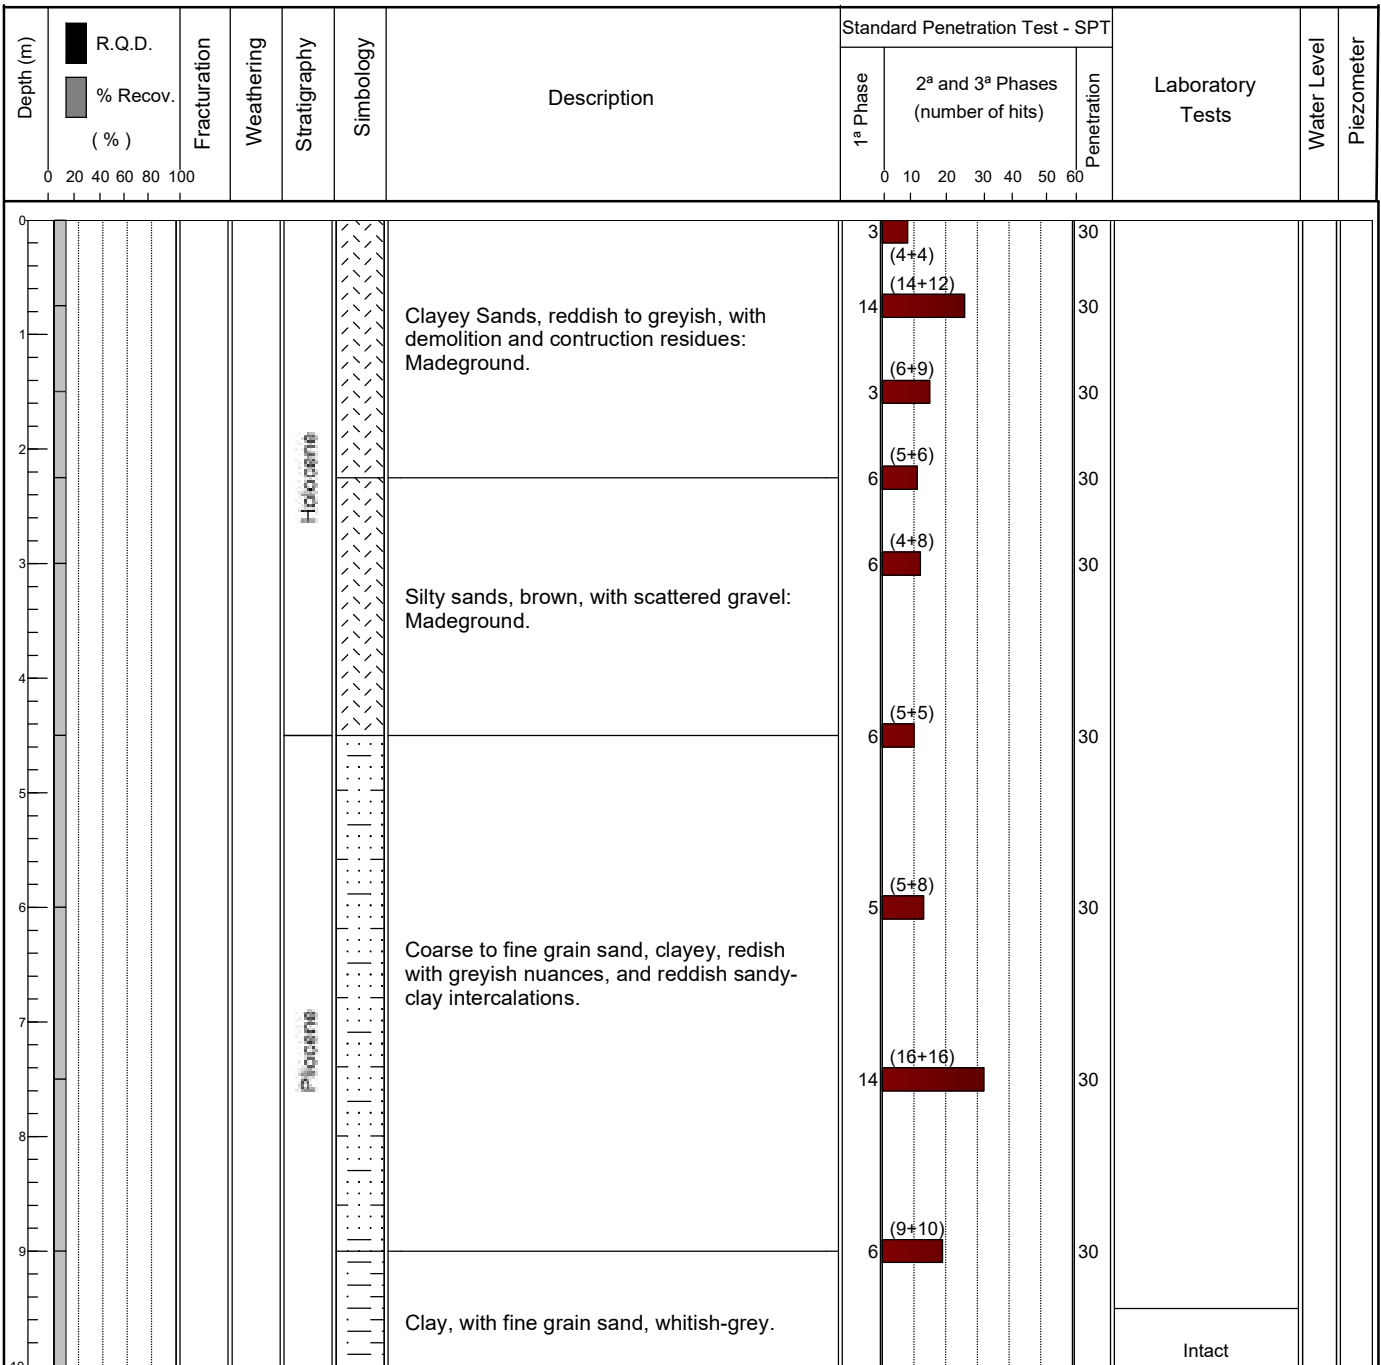 Depth (m)
R.Q.D.
% Recov.
( % )
0 20 40 60 80 100
Fracturation
Weathering
Stratigraphy
Simbology
Description
Standard Penetration Test - SPT
1ª Phase
2ª and 3ª Phases
(number of hits)
0 10 20 30 40 50 60
Penetration
Laboratory
Tests
Water Level
Piezometer
0
3
(4+4)
30
(14+12)
14
30
1
Clayey Sands, reddish to greyish, with
demolition and contruction residues:
Madeground.
(6+9)
3
30
2
Holocene
(5+6)
6
30
(4+8)
3
6
30
Silty sands, brown, with scattered gravel:
Madeground.
4
(5+5)
6
30
5
(5+8)
6
5
30
Coarse to fine grain sand, clayey, redish
with greyish nuances, and reddish sandy-
clay intercalations.
7
Pliocene
(16+16)
14
30
8
(9+10)
9
6
30
Clay, with fine grain sand, whitish-grey.
Intact
10